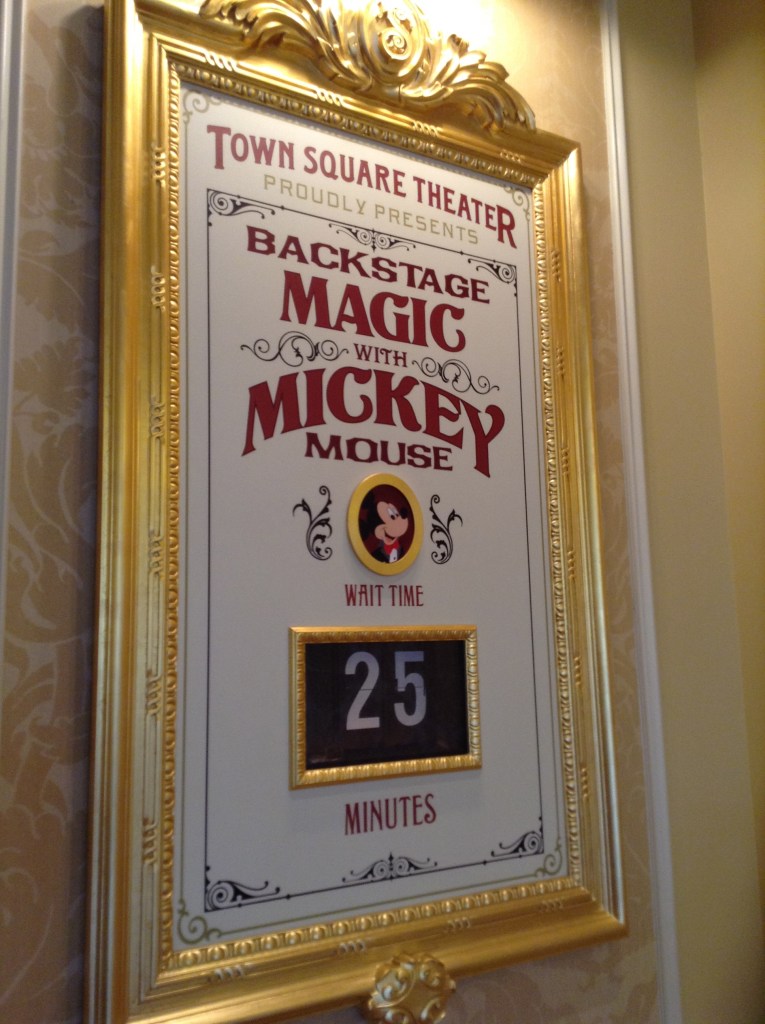 TOWN SQUARE THEATER
PROUDLY PRESENTS
BACKSTAGE
MAGIC
WITH
MICKEY
MOUSE
WAIT TIME
25
MINUTES